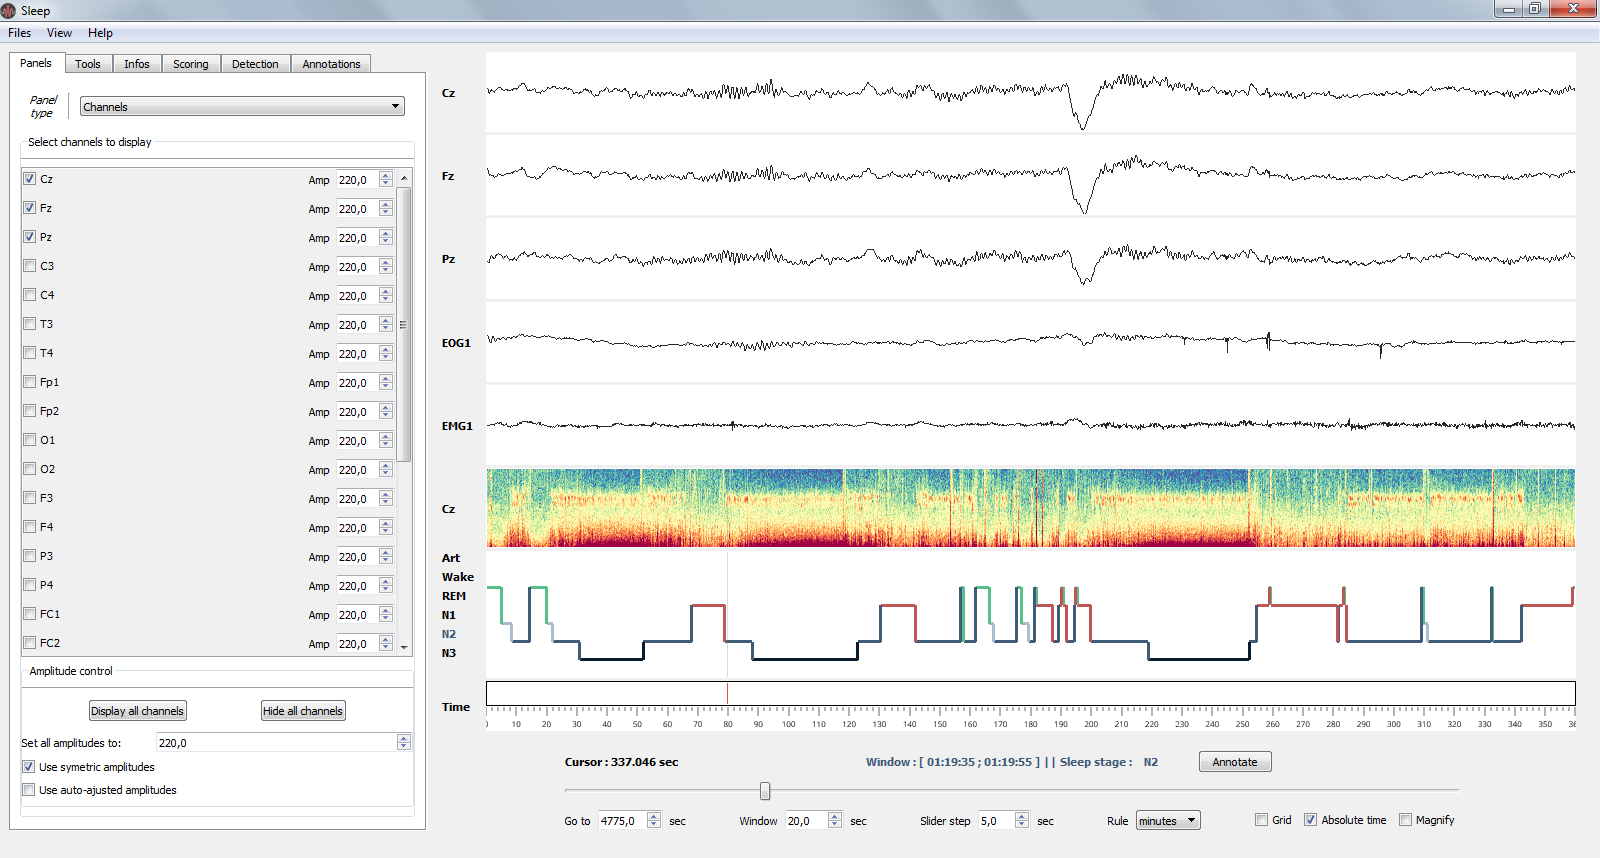 Sleep
Files View Help
Panels Tools Infos Scoring Detection Annotations
Panel type Channels
Select channels to display
Cz Amp 220,0
Fz Amp 220,0
Pz Amp 220,0
C3 Amp 220,0
C4 Amp 220,0
T3 Amp 220,0
T4 Amp 220,0
Fp1 Amp 220,0
Fp2 Amp 220,0
O1 Amp 220,0
O2 Amp 220,0
F3 Amp 220,0
F4 Amp 220,0
P3 Amp 220,0
P4 Amp 220,0
FC1 Amp 220,0
FC2 Amp 220,0
Amplitude control
Display all channels Hide all channels
Set all amplitudes to: 220,0
Use symetric amplitudes
Use auto-ajusted amplitudes
Cz
Fz
Pz
EOG1
EMG1
Cz
Art
Wake
REM
N1
N2
N3
Time
0 10 20 30 40 50 60 70 80 90 100 110 120 130 140 150 160 170 180 190 200 210 220 230 240 250 260 270 280 290 300 310 320 330 340 350 36
Cursor : 337.046 sec Window : [ 01:19:35 ; 01:19:55 ] || Sleep stage : N2 Annotate
Go to 4775,0 sec Window 20,0 sec Slider step 5,0 sec Rule minutes Grid Absolute time Magnify